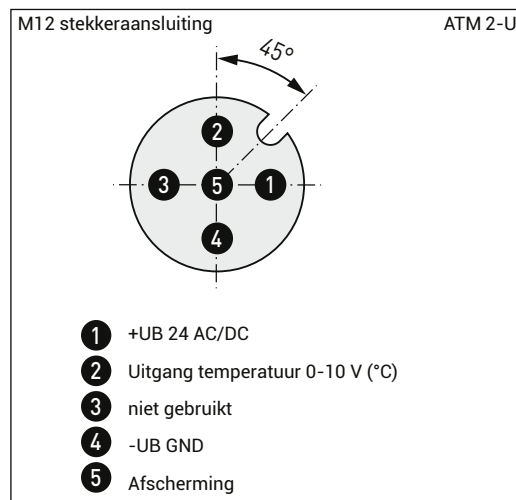 M12 stekkeraansluiting ATM 2-U
45°
2
3 5 1
4
1 +UB 24 AC/DC
2 Uitgang temperatuur 0-10 V (°C)
3 niet gebruikt
4 -UB GND
5 Afscherming